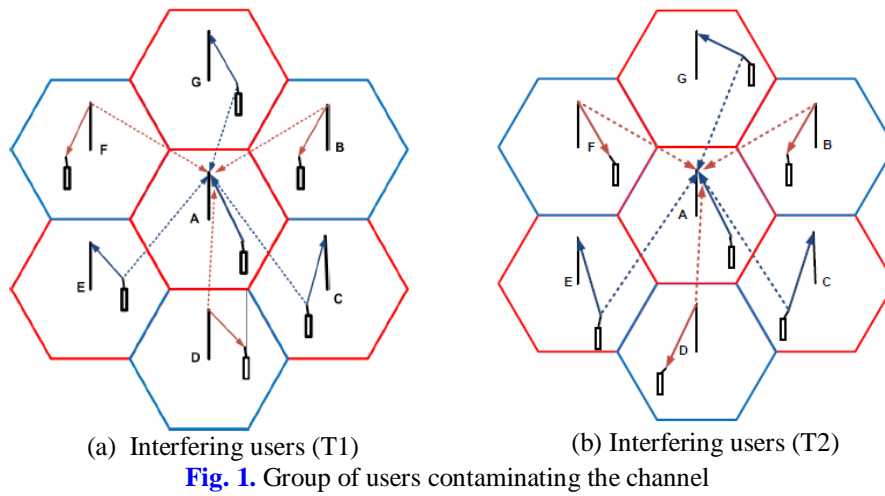 G
G
F
B
F
B
A
A
E
C
E
C
D
D
(a) Interfering users (T1)
(b) Interfering users (T2)
Fig. 1. Group of users contaminating the channel